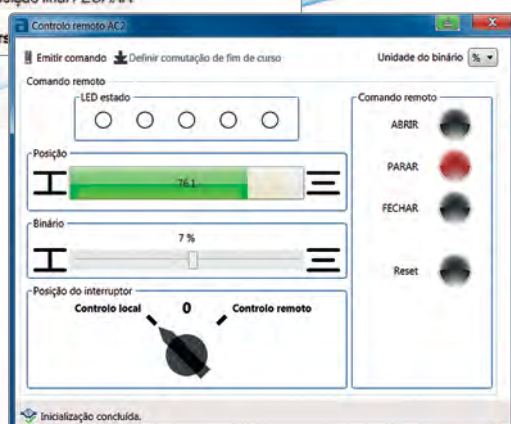 Controlo remoto AC2
Emitir comando Definir comutação de fim de curso Unidade do binário %
Comando remoto
LED estado
Posição
76.1
Binário
7 %
Posição do interruptor
Controlo local 0 Controlo remoto
Comando remoto
ABRIR
PARAR
FECHAR
Reset
Inicialização concluída.